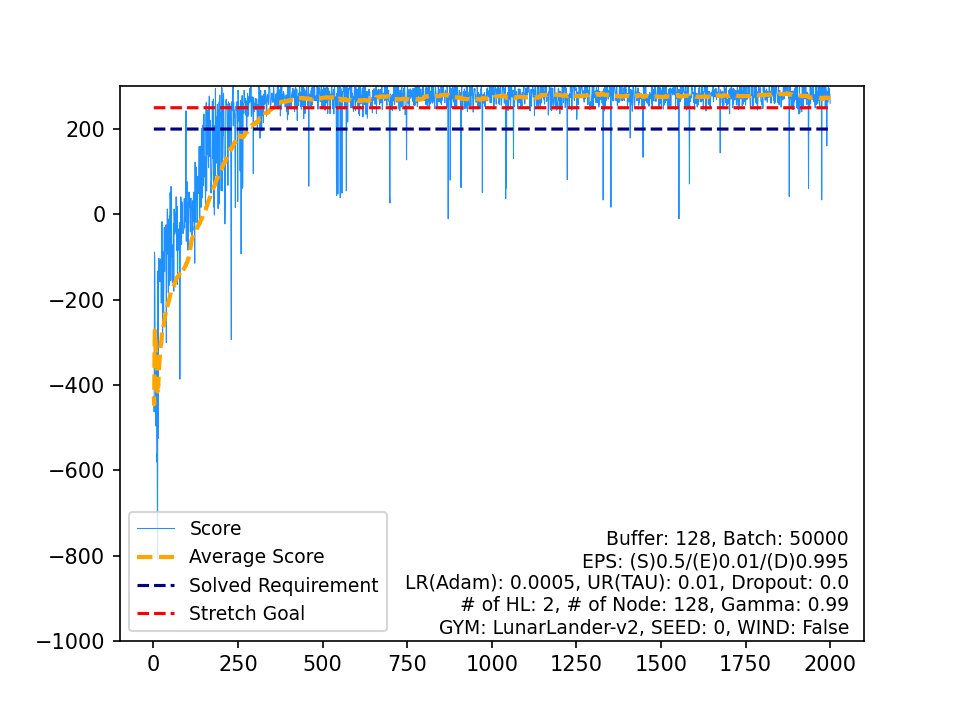 200
0
−200
−400
−600
−800
−1000
0
250
500
750
1000
1250
1500
1750
2000
Score
Average Score
Solved Requirement
Stretch Goal
Buffer: 128, Batch: 50000
EPS: (S)0.5/(E)0.01/(D)0.995
LR(Adam): 0.0005, UR(TAU): 0.01, Dropout: 0.0
# of HL: 2, # of Node: 128, Gamma: 0.99
GYM: LunarLander-v2, SEED: 0, WIND: False